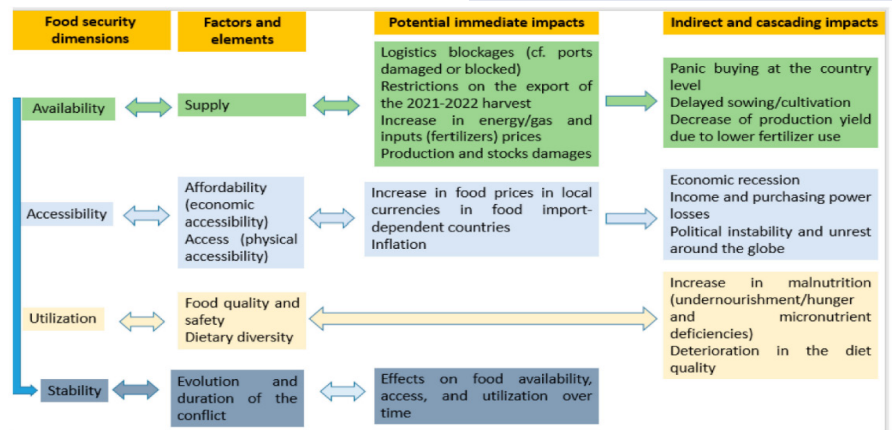 Food security
dimensions
Factors and
elements
Potential immediate impacts
Indirect and cascading impacts
Availability
Supply
Logistics blockages (cf. ports
damaged or blocked)
Restrictions on the export of
the 2021-2022 harvest
Increase in energy/gas and
inputs (fertilizers) prices
Production and stocks damages
Panic buying at the country
level
Delayed sowing/cultivation
Decrease of production yield
due to lower fertilizer use
Accessibility
Affordability
(economic
accessibility)
Access (physical
accessibility)
Increase in food prices in local
currencies in food import-
dependent countries
Inflation
Economic recession
Income and purchasing power
losses
Political instability and unrest
around the globe
Utilization
Food quality and
safety
Dietary diversity
Increase in malnutrition
(undernourishment/hunger
and micronutrient
deficiencies)
Deterioration in the diet
quality
Stability
Evolution and
duration of the
conflict
Effects on food availability,
access, and utilization over
time